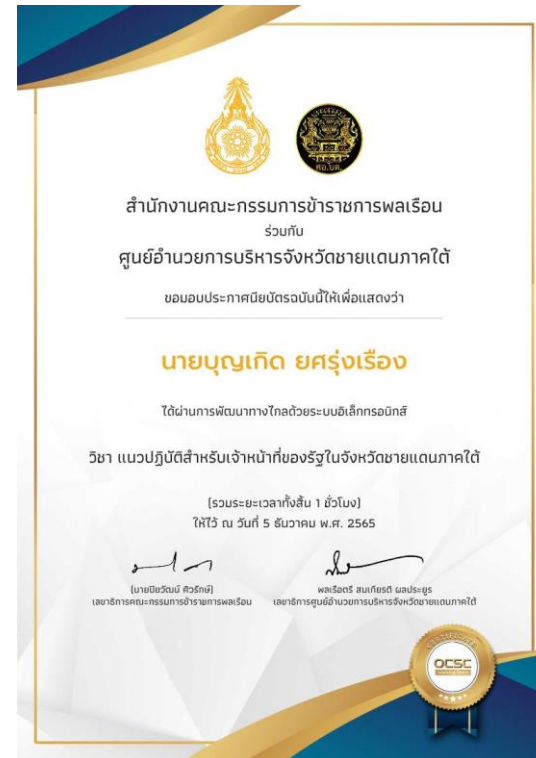 ศอ.บต.
สำนักงานคณะกรรมการข้าราชการพลเรือน
ร่วมกับ
ศูนย์อำนวยการบริหารจังหวัดชายแดนภาคใต้
ขอมอบประกาศนียบัตรฉบับนี้ให้เพื่อแสดงว่า
นายบุญเกิด ยศรุ่งเรือง
ได้ผ่านการพัฒนาทางไกลด้วยระบบอิเล็กทรอนิกส์
วิชา แนวปฏิบัติสำหรับเจ้าหน้าที่ของรัฐในจังหวัดชายแดนภาคใต้
(รวมระยะเวลาทั้งสิ้น 1 ชั่วโมง)
ให้ไว้ ณ วันที่ 5 ธันวาคม พ.ศ. 2565
(นายปิยวัฒน์ ศิวรักษ์) พลเรือตรี สมเกียรติ ผลประยูร
เลขาธิการคณะกรรมการข้าราชการพลเรือน เลขาธิการศูนย์อำนวยการบริหารจังหวัดชายแดนภาคใต้
CERTIFICATE
OCSC
Learning Space